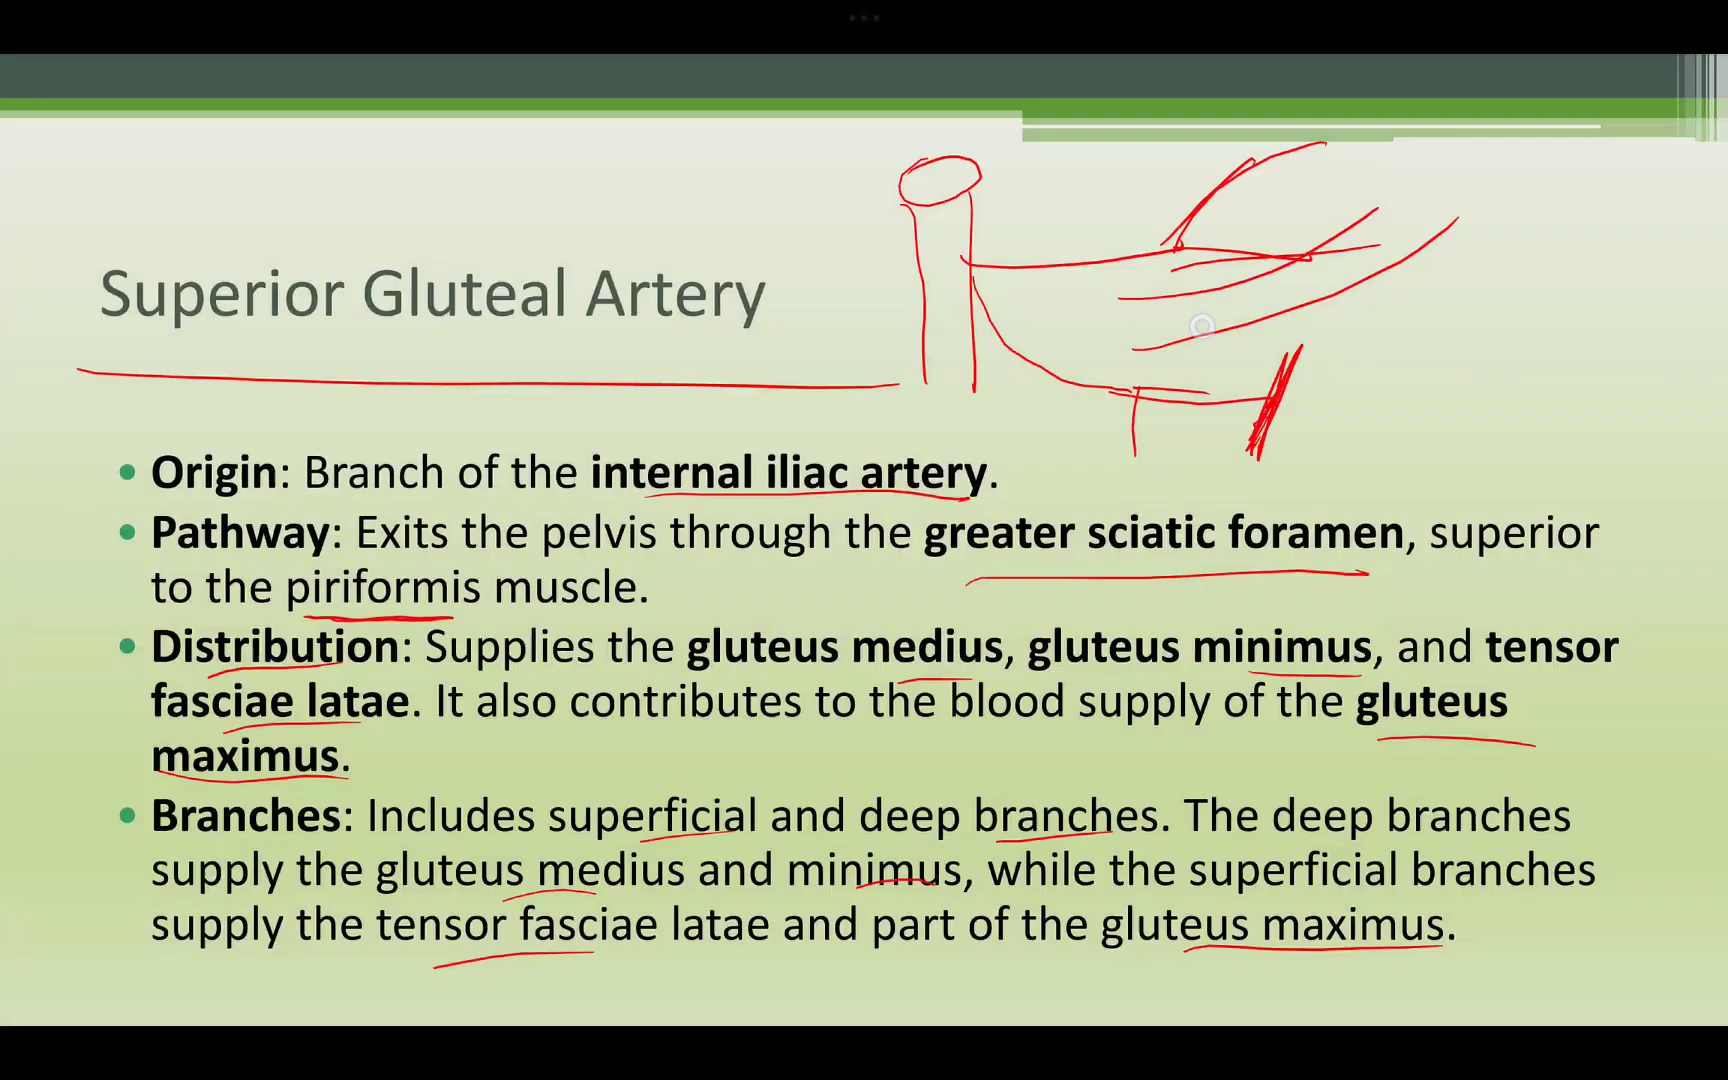 Superior Gluteal Artery
• Origin: Branch of the internal iliac artery.
• Pathway: Exits the pelvis through the greater sciatic foramen, superior
to the piriformis muscle.
• Distribution: Supplies the gluteus medius, gluteus minimus, and tensor
fasciae latae. It also contributes to the blood supply of the gluteus
maximus.
• Branches: Includes superficial and deep branches. The deep branches
supply the gluteus medius and minimus, while the superficial branches
supply the tensor fasciae latae and part of the gluteus maximus.